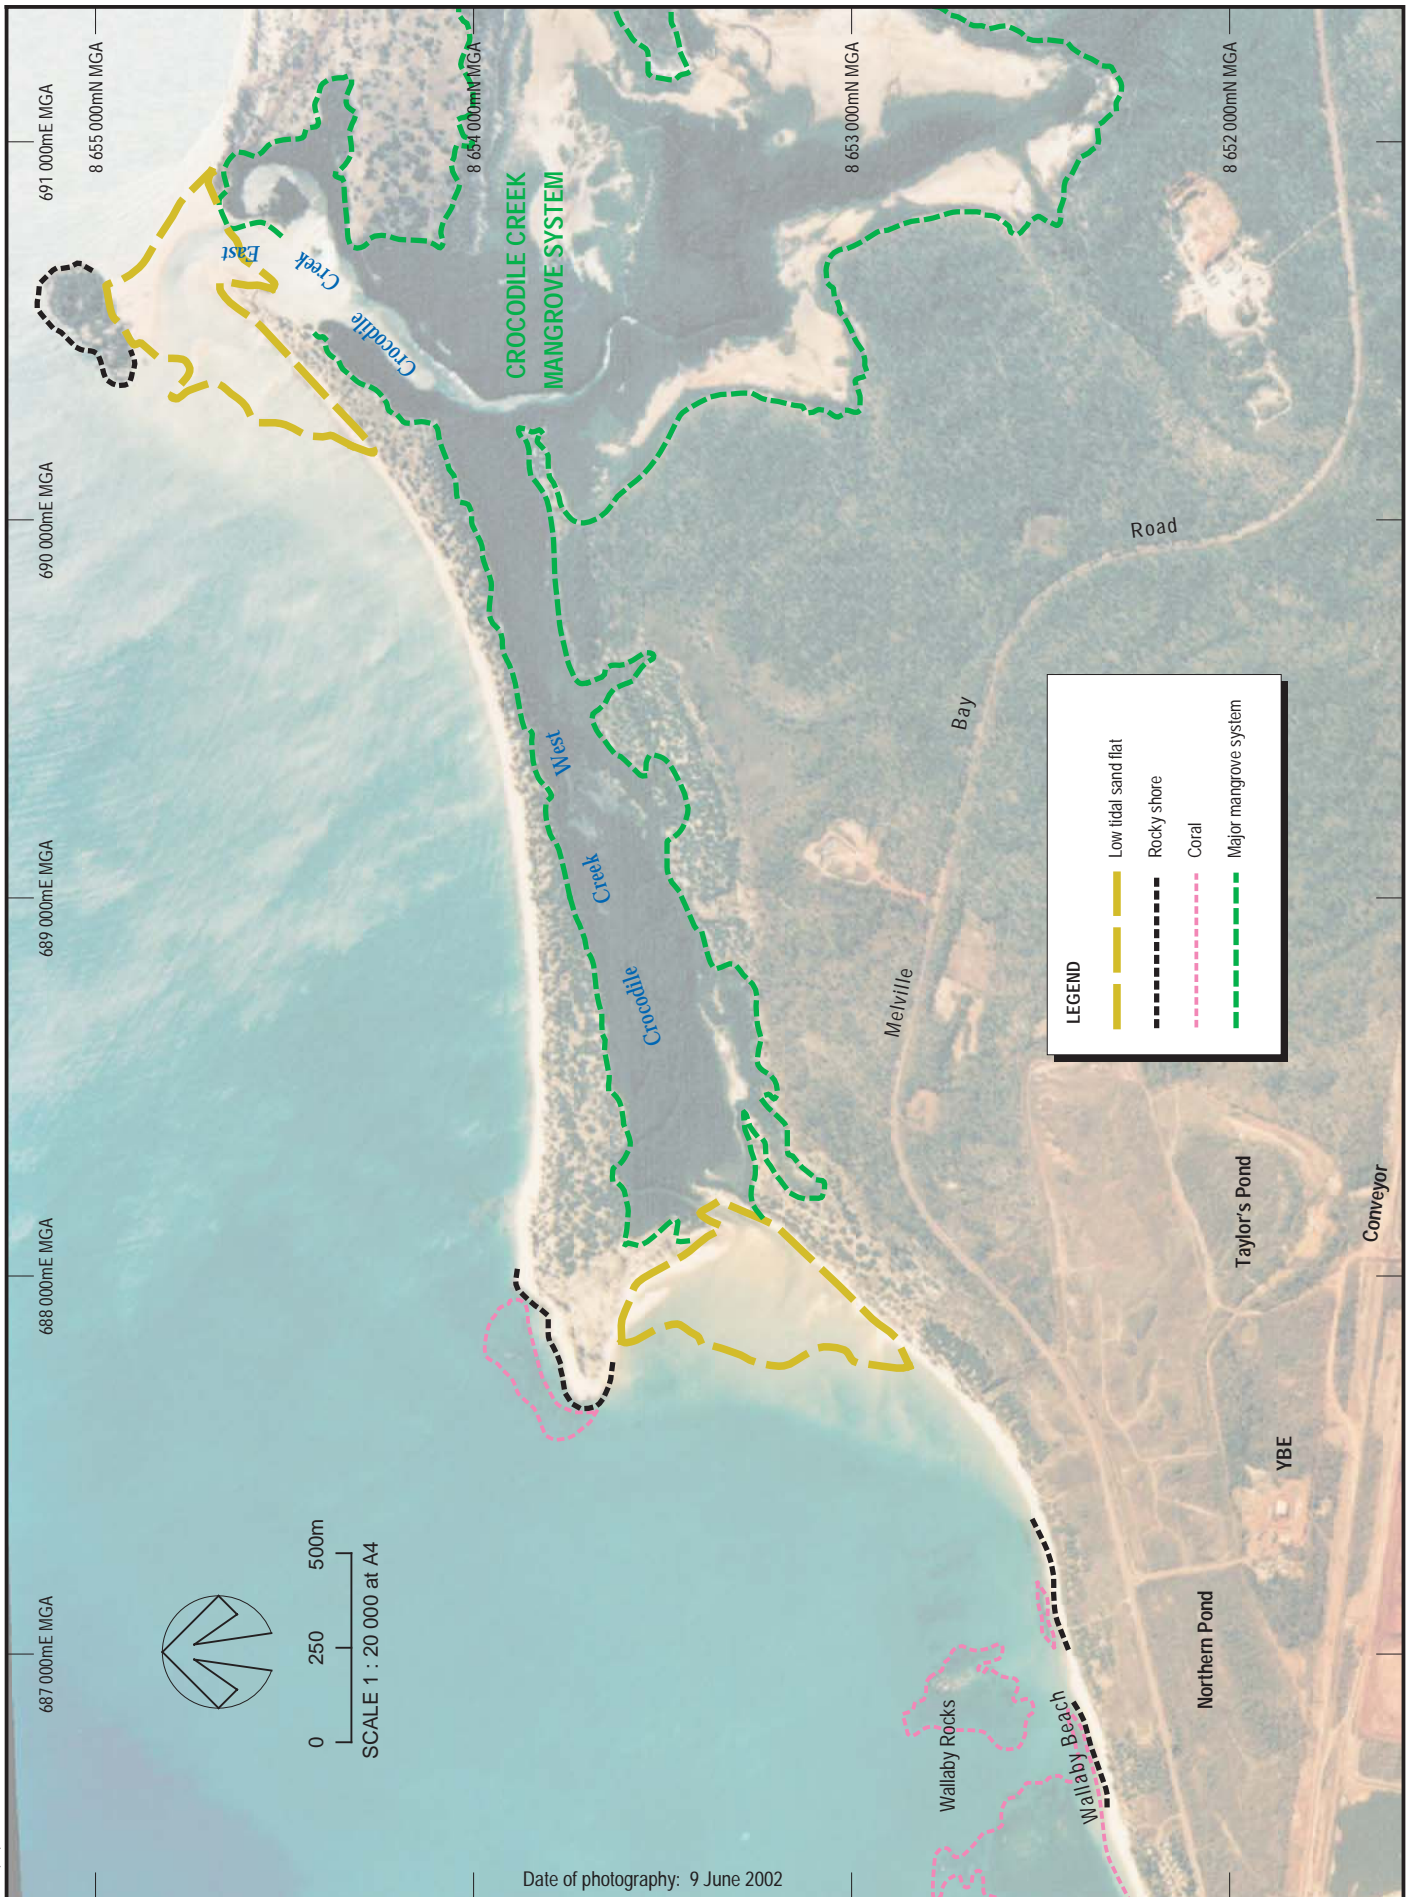 687 000mE MGA
688 000mE MGA
689 000mE MGA
690 000mE MGA
691 000mE MGA
8 655 000mN MGA
8 654 000mN MGA
8 653 000mN MGA
8 652 000mN MGA
0 250 500m
SCALE 1 : 20 000 at A4
Crocodile
Creek
East
CROCODILE CREEK
MANGROVE SYSTEM
Crocodile
Creek
West
Melville
Bay
Road
Wallaby Rocks
Wallaby Beach
Northern Pond
YBE
Taylor's Pond
Conveyor
LEGEND
Low tidal sand flat
Rocky shore
Coral
Major mangrove system
Date of photography: 9 June 2002